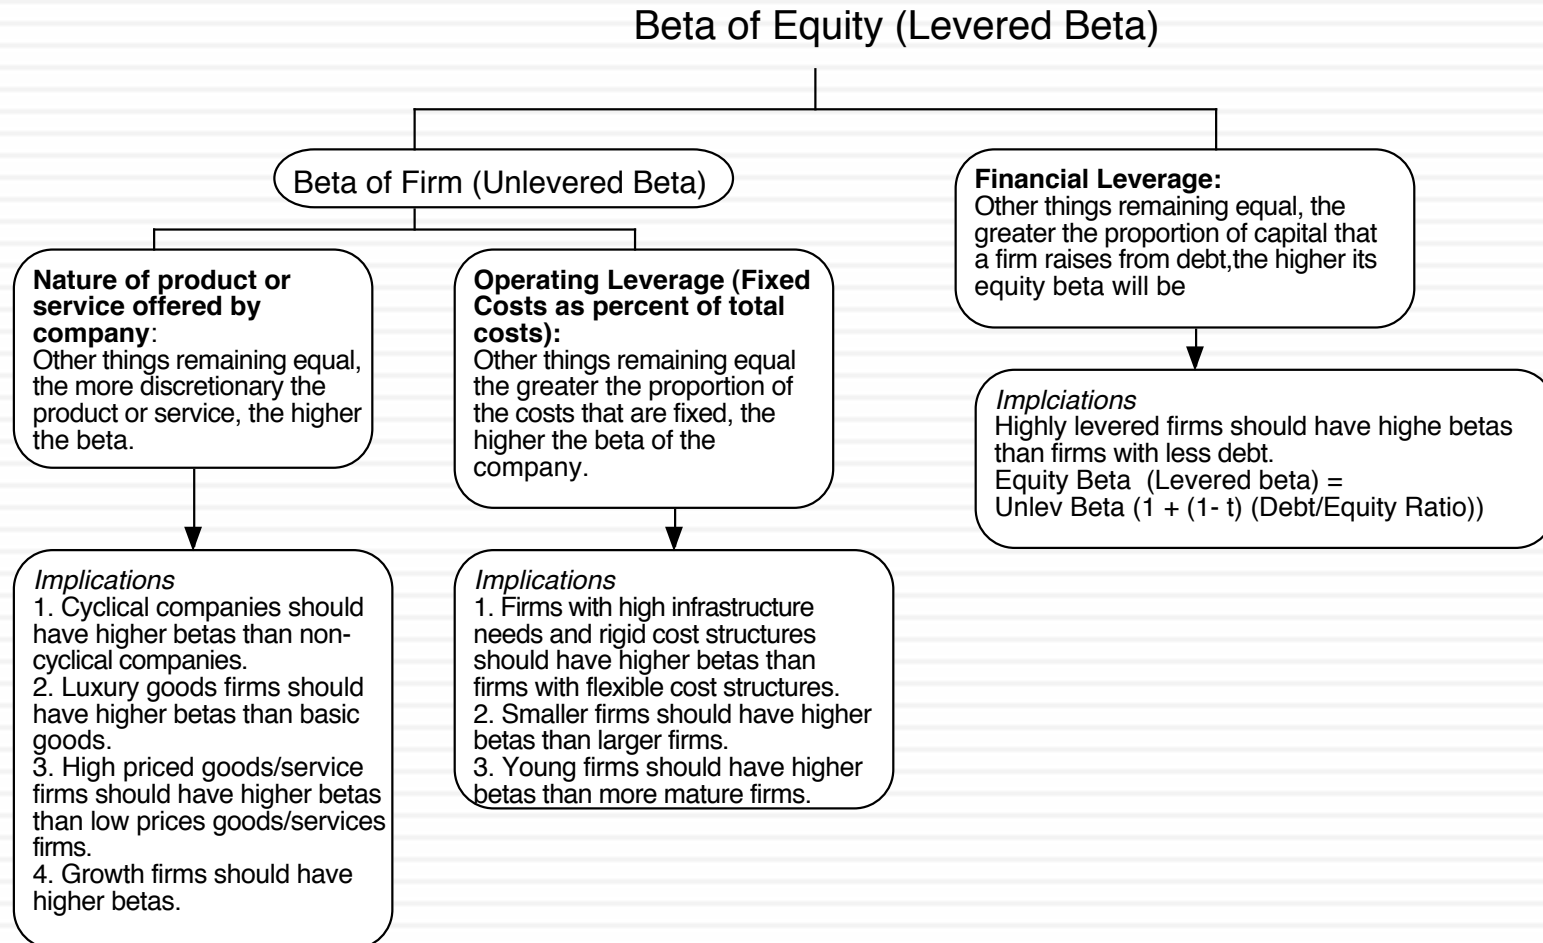 Beta of Equity (Levered Beta)
Beta of Firm (Unlevered Beta)
Nature of product or
service offered by
company:
Other things remaining equal,
the more discretionary the
product or service, the higher
the beta.
Operating Leverage (Fixed
Costs as percent of total
costs):
Other things remaining equal
the greater the proportion of
the costs that are fixed, the
higher the beta of the
company.
Financial Leverage:
Other things remaining equal, the
greater the proportion of capital that
a firm raises from debt,the higher its
equity beta will be
Implications
1. Cyclical companies should
have higher betas than non-
cyclical companies.
2. Luxury goods firms should
have higher betas than basic
goods.
3. High priced goods/service
firms should have higher betas
than low prices goods/services
firms.
4. Growth firms should have
higher betas.
Implications
1. Firms with high infrastructure
needs and rigid cost structures
should have higher betas than
firms with flexible cost structures.
2. Smaller firms should have higher
betas than larger firms.
3. Young firms should have higher
betas than more mature firms.
Implciations
Highly levered firms should have highe betas
than firms with less debt.
Equity Beta (Levered beta) =
Unlev Beta (1 + (1- t) (Debt/Equity Ratio))